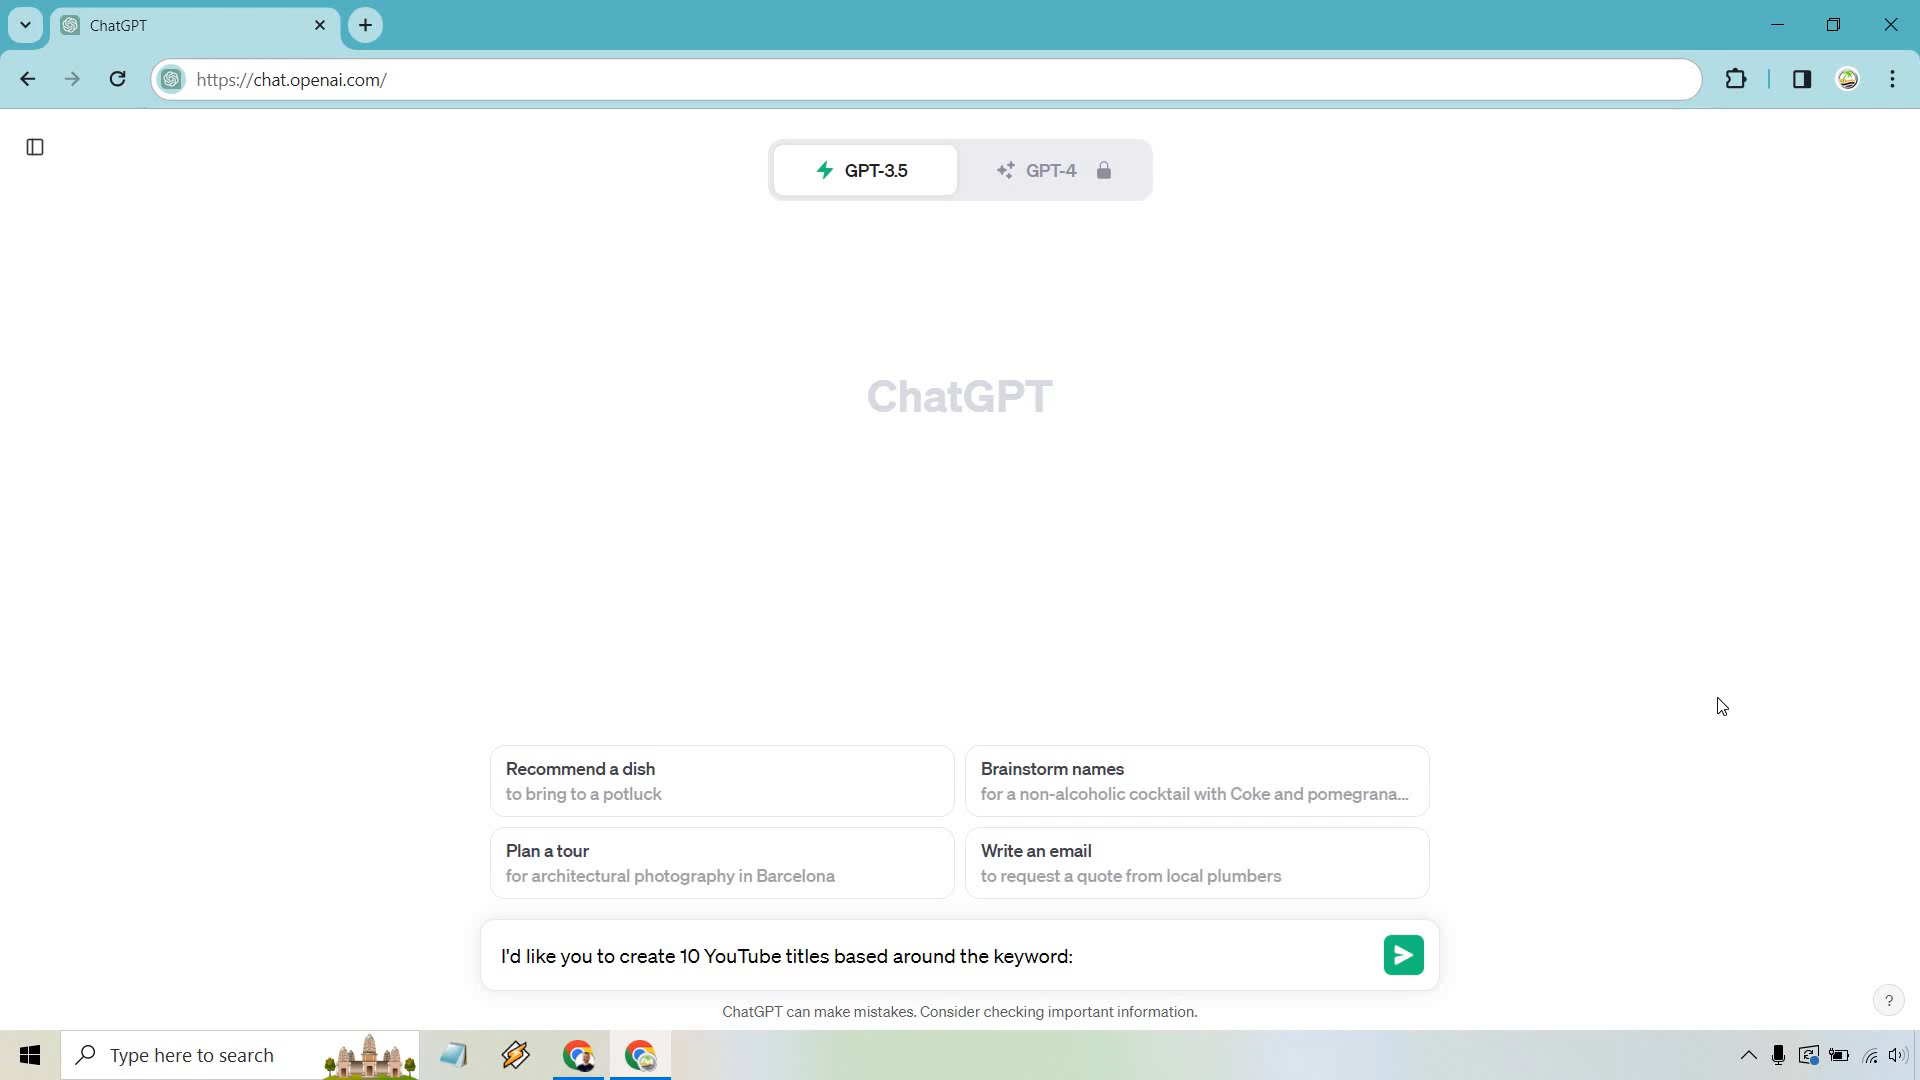 ChatGPT
https://chat.openai.com/
GPT-3.5
GPT-4
ChatGPT
Recommend a dish
to bring to a potluck
Brainstorm names
for a non-alcoholic cocktail with Coke and pomegrana...
Plan a tour
for architectural photography in Barcelona
Write an email
to request a quote from local plumbers
I'd like you to create 10 YouTube titles based around the keyword:
ChatGPT can make mistakes. Consider checking important information.
?
Type here to search